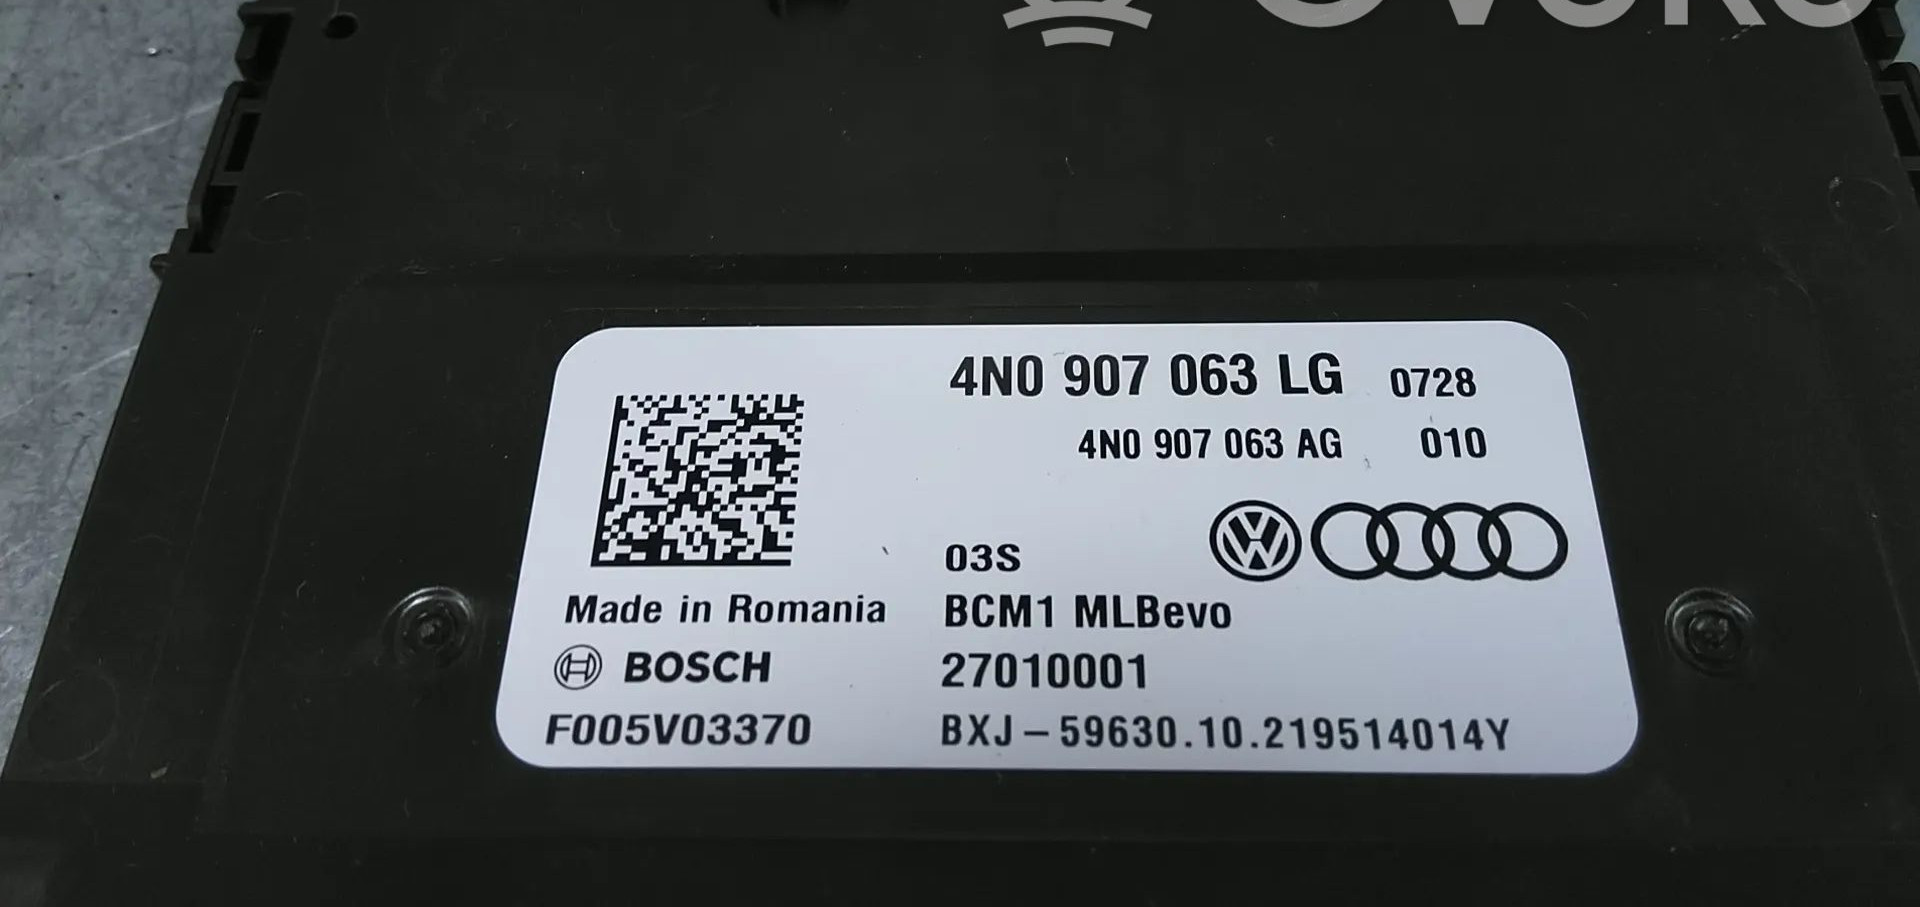 4N0 907 063 LG 0728
4N0 907 063 AG 010
03S
Made in Romania BCM1 MLBevo
BOSCH 27010001
F005V03370 BXJ-59630.10.219514014Y